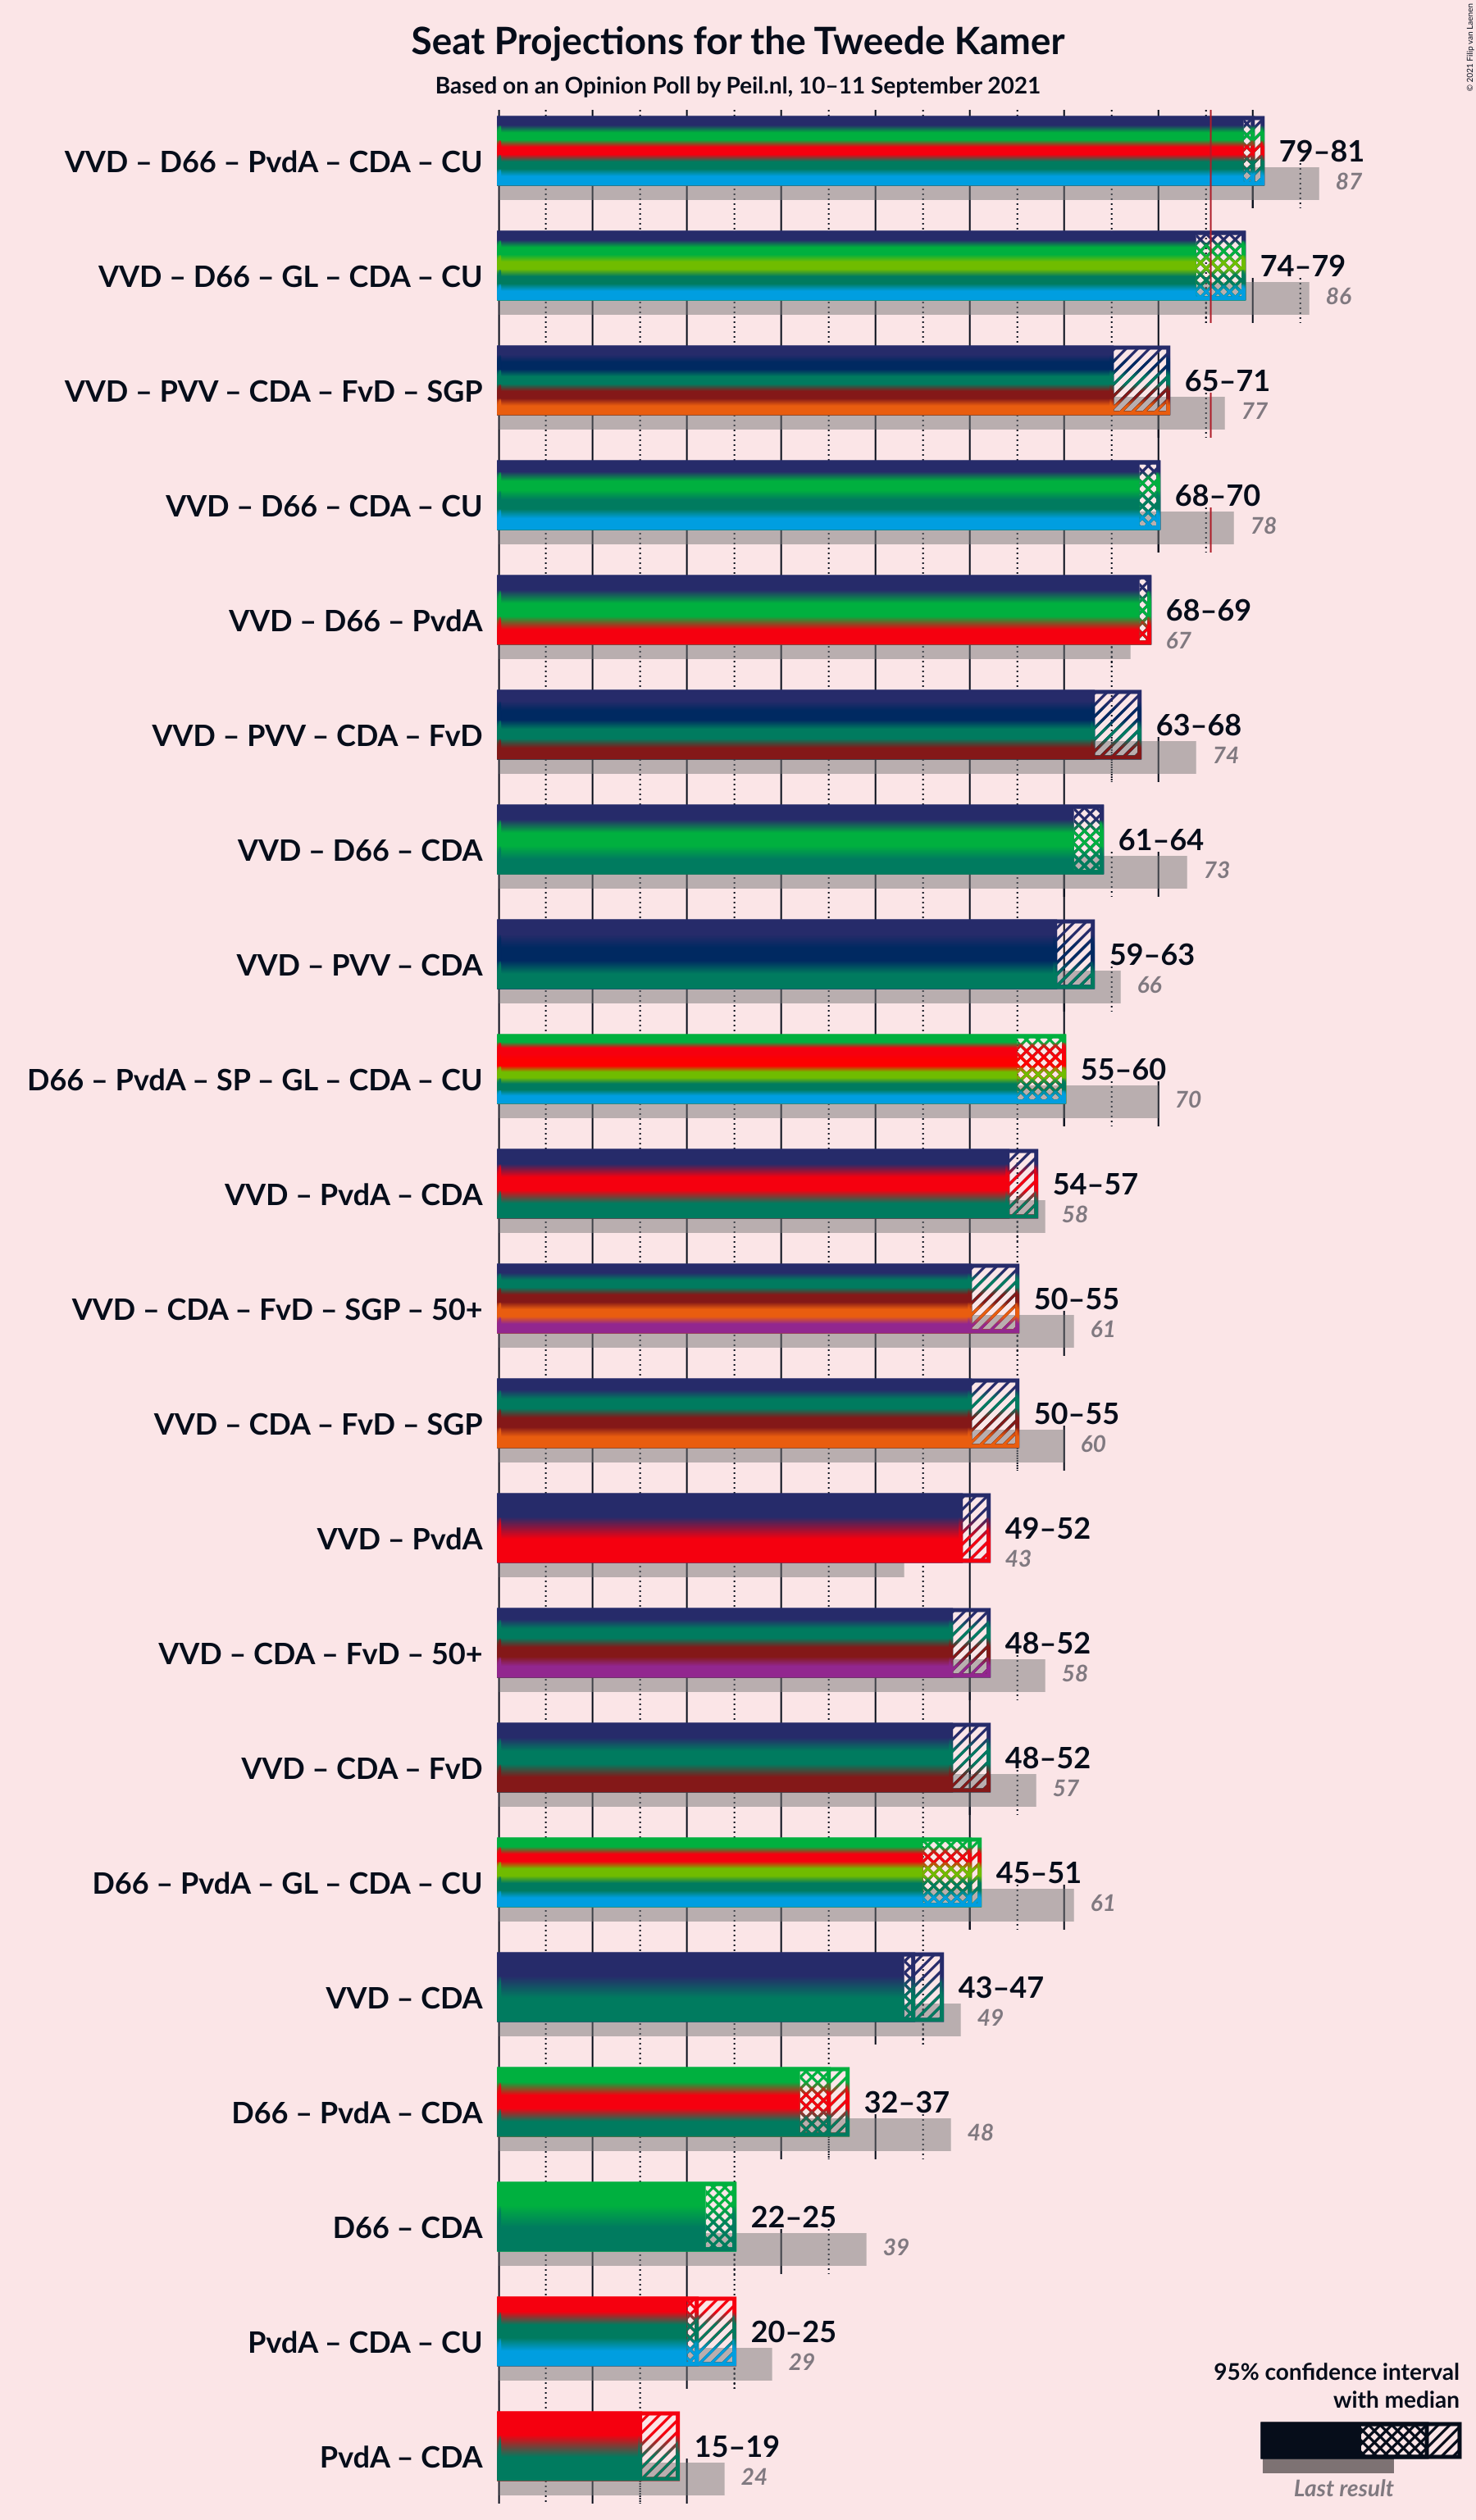 © 2021 Filip van Laenen
Seat Projections for the Tweede Kamer
Based on an Opinion Poll by Peil.nl, 10–11 September 2021
VVD – D66 – PvdA – CDA – CU
79–81
87
VVD – D66 – GL – CDA – CU
74–79
86
VVD – PVV – CDA – FvD – SGP
65–71
77
VVD – D66 – CDA – CU
68–70
78
VVD – D66 – PvdA
68–69
67
VVD – PVV – CDA – FvD
63–68
74
VVD – D66 – CDA
61–64
73
VVD – PVV – CDA
59–63
66
D66 – PvdA – SP – GL – CDA – CU
55–60
70
VVD – PvdA – CDA
54–57
58
VVD – CDA – FvD – SGP – 50+
50–55
61
VVD – CDA – FvD – SGP
50–55
60
VVD – PvdA
49–52
43
VVD – CDA – FvD – 50+
48–52
58
VVD – CDA – FvD
48–52
57
D66 – PvdA – GL – CDA – CU
45–51
61
VVD – CDA
43–47
49
D66 – PvdA – CDA
32–37
48
D66 – CDA
22–25
39
PvdA – CDA – CU
20–25
29
PvdA – CDA
15–19
24
95% confidence interval
with median
Last result